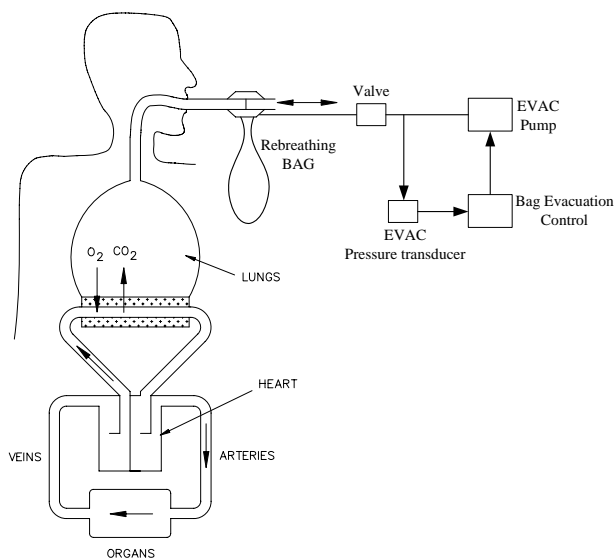 Valve
EVAC
Pump
Rebreathing
BAG
Bag Evacuation
Control
EVAC
Pressure transducer
O2
CO2
LUNGS
HEART
VEINS
ARTERIES
ORGANS